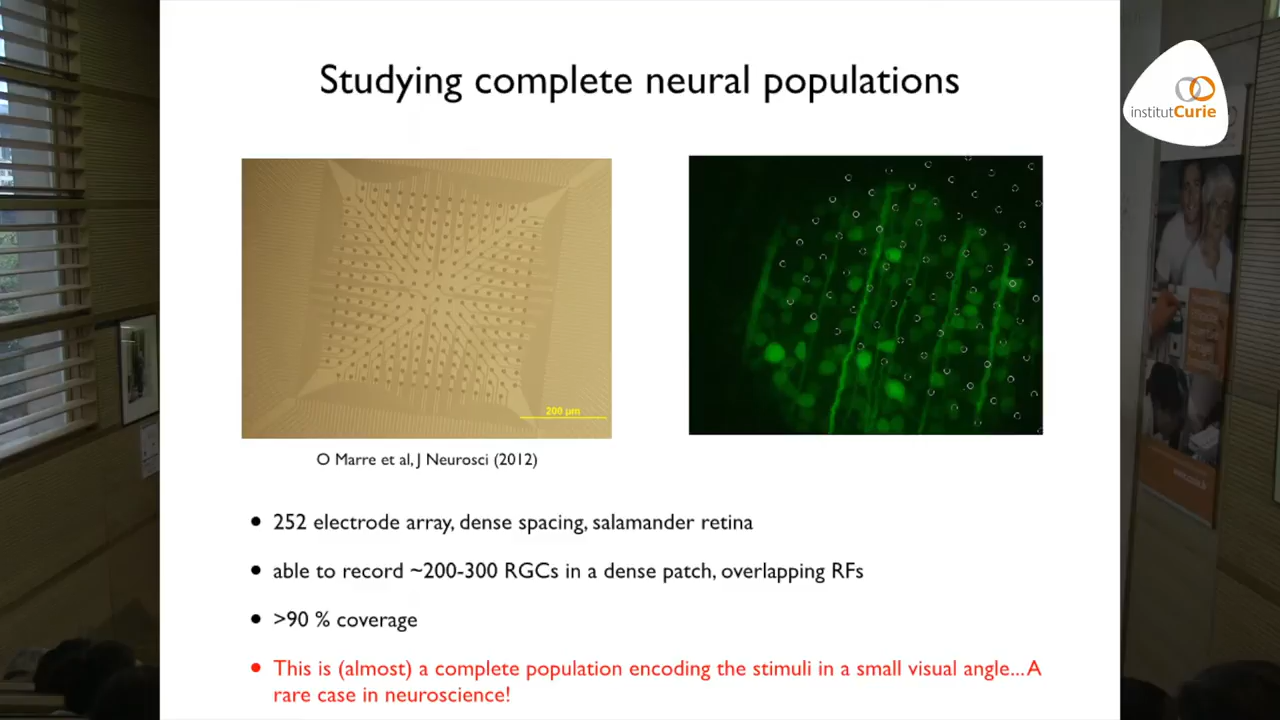 Studying complete neural populations
institutCurie
200 µm
O Marre et al, J Neurosci (2012)
• 252 electrode array, dense spacing, salamander retina
• able to record ~200-300 RGCs in a dense patch, overlapping RFs
• >90 % coverage
• This is (almost) a complete population encoding the stimuli in a small visual angle... A
rare case in neuroscience!